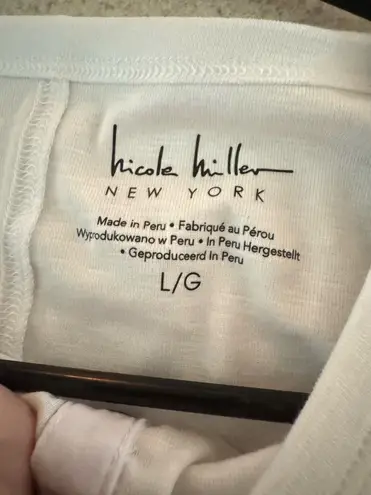 nicole miller
NEW YORK
Made in Peru • Fabriqué au Pérou
Wyprodukowano w Peru • In Peru Hergestellt
• Geproduceerd In Peru
L/G